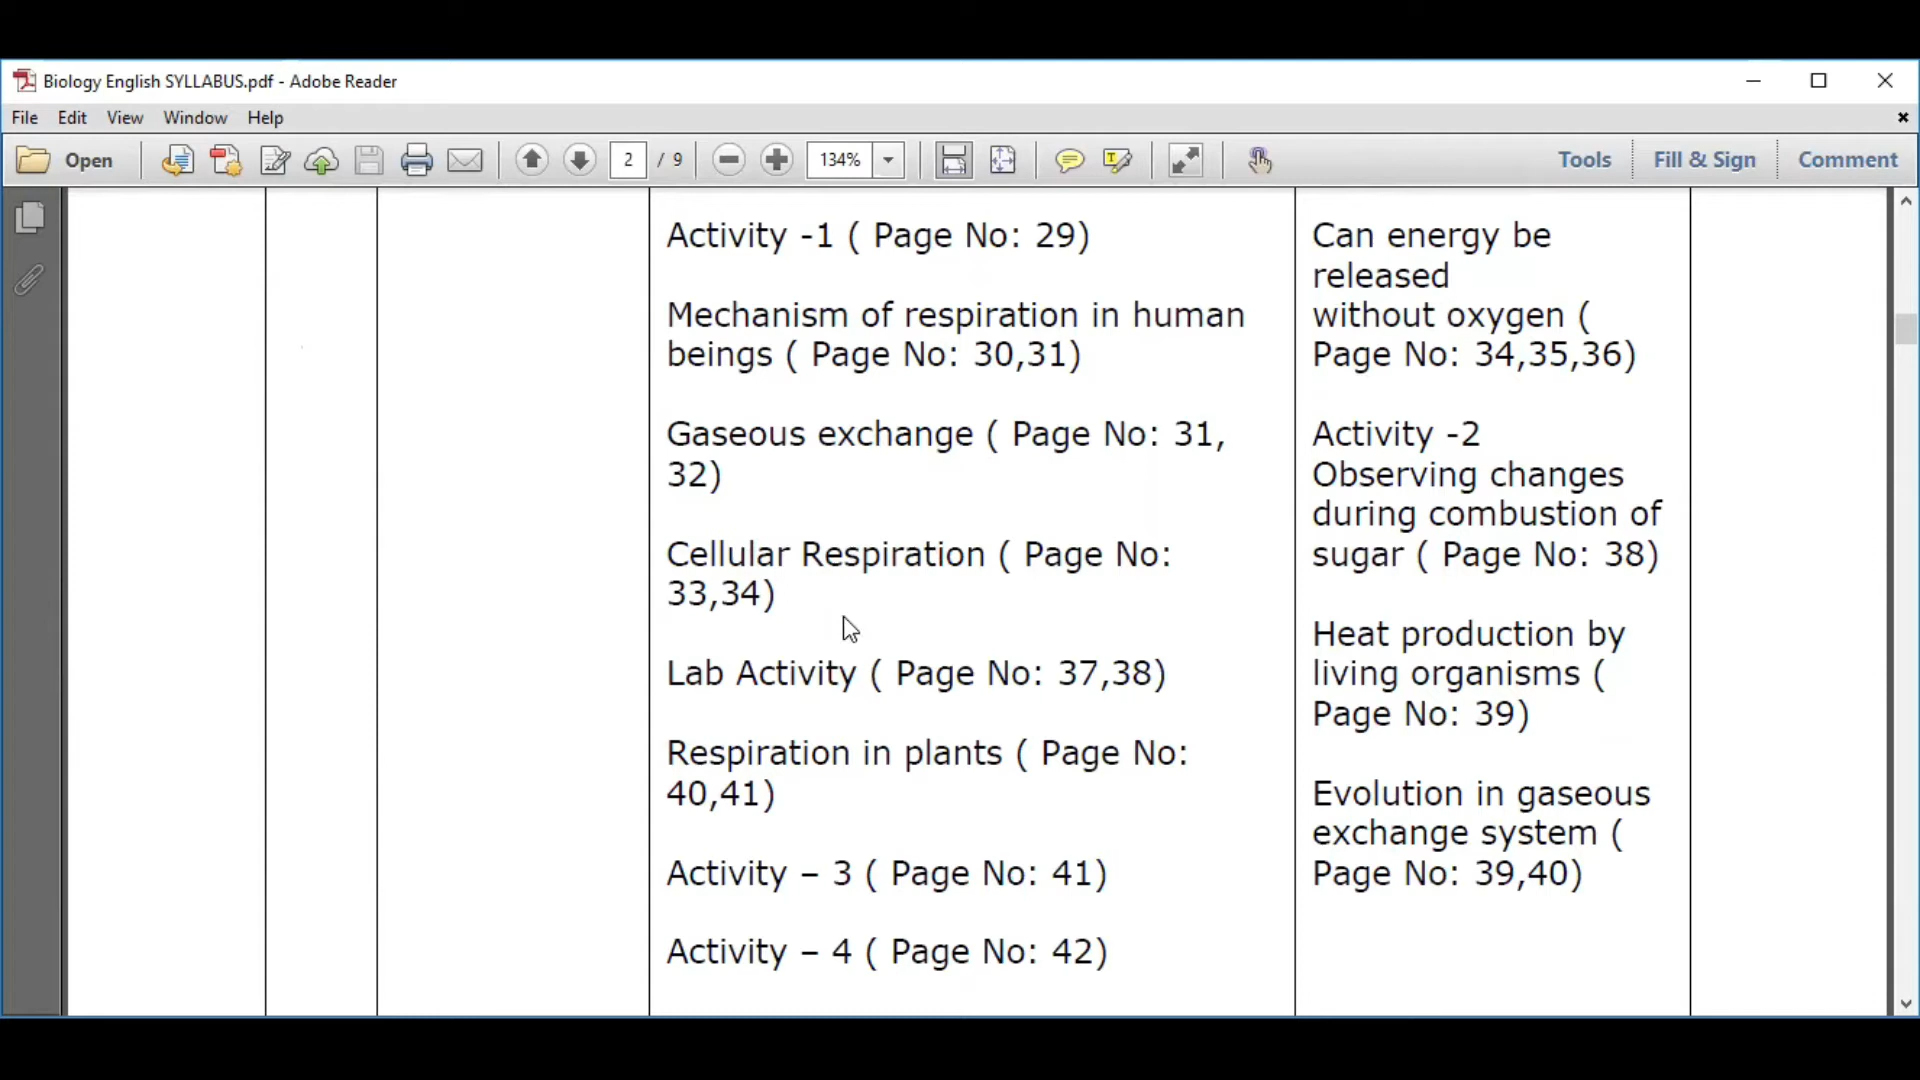 Biology English SYLLABUS.pdf - Adobe Reader
File Edit View Window Help
Open 2 / 9 134% Tools Fill & Sign Comment
Activity -1 ( Page No: 29)
Mechanism of respiration in human
beings ( Page No: 30,31)
Gaseous exchange ( Page No: 31,
32)
Cellular Respiration ( Page No:
33,34)
Lab Activity ( Page No: 37,38)
Respiration in plants ( Page No:
40,41)
Activity – 3 ( Page No: 41)
Activity – 4 ( Page No: 42)
Can energy be
released
without oxygen (
Page No: 34,35,36)
Activity -2
Observing changes
during combustion of
sugar ( Page No: 38)
Heat production by
living organisms (
Page No: 39)
Evolution in gaseous
exchange system (
Page No: 39,40)